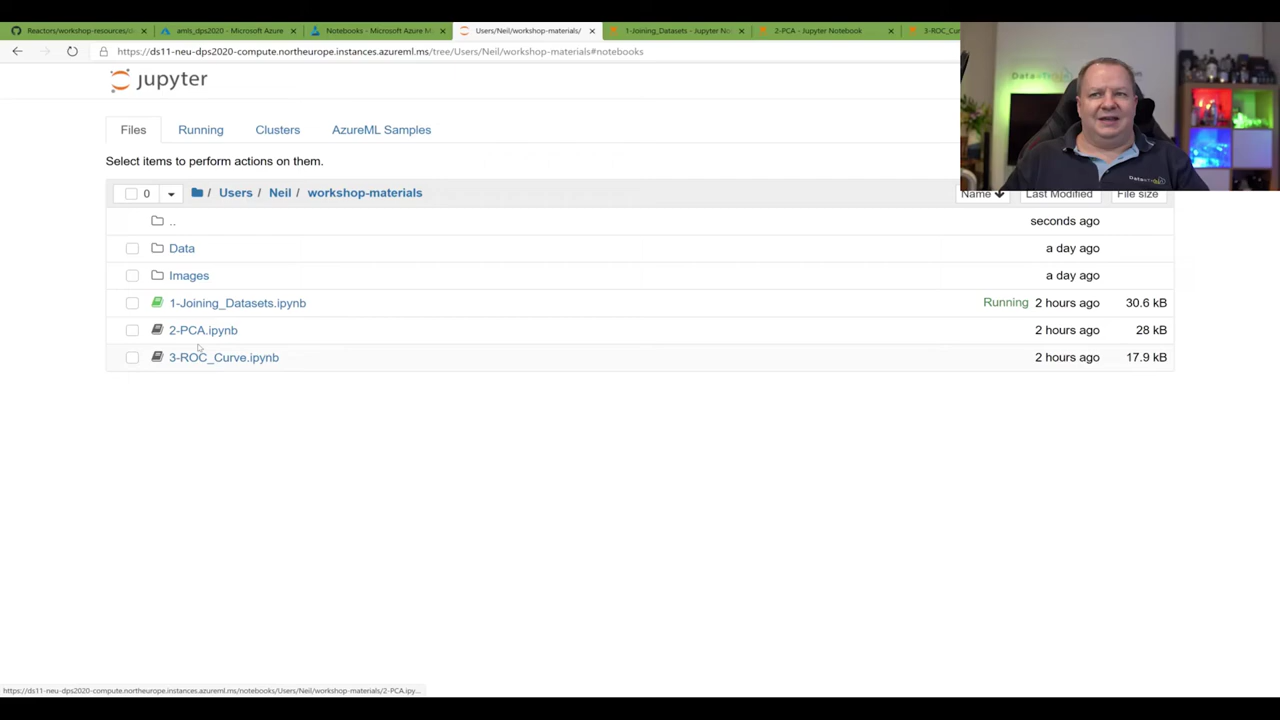 Reactors/workshop-resources/d
amls_dps2020 - Microsoft Azure
Notebooks - Microsoft Azure M
Users/Neil/workshop-materials/
1-Joining_Datasets - Jupyter No
2-PCA - Jupyter Notebook
3-ROC_Cur
https://ds11-neu-dps2020-compute.northeurope.instances.azureml.ms/tree/Users/Neil/workshop-materials#notebooks
jupyter
Files Running Clusters AzureML Samples
Select items to perform actions on them.
0 / Users / Neil / workshop-materials
Name Last Modified File size
.. seconds ago
Data a day ago
Images a day ago
1-Joining_Datasets.ipynb Running 2 hours ago 30.6 kB
2-PCA.ipynb 2 hours ago 28 kB
3-ROC_Curve.ipynb 2 hours ago 17.9 kB
https://ds11-neu-dps2020-compute.northeurope.instances.azureml.ms/notebooks/Users/Neil/workshop-materials/2-PCA.ipy...